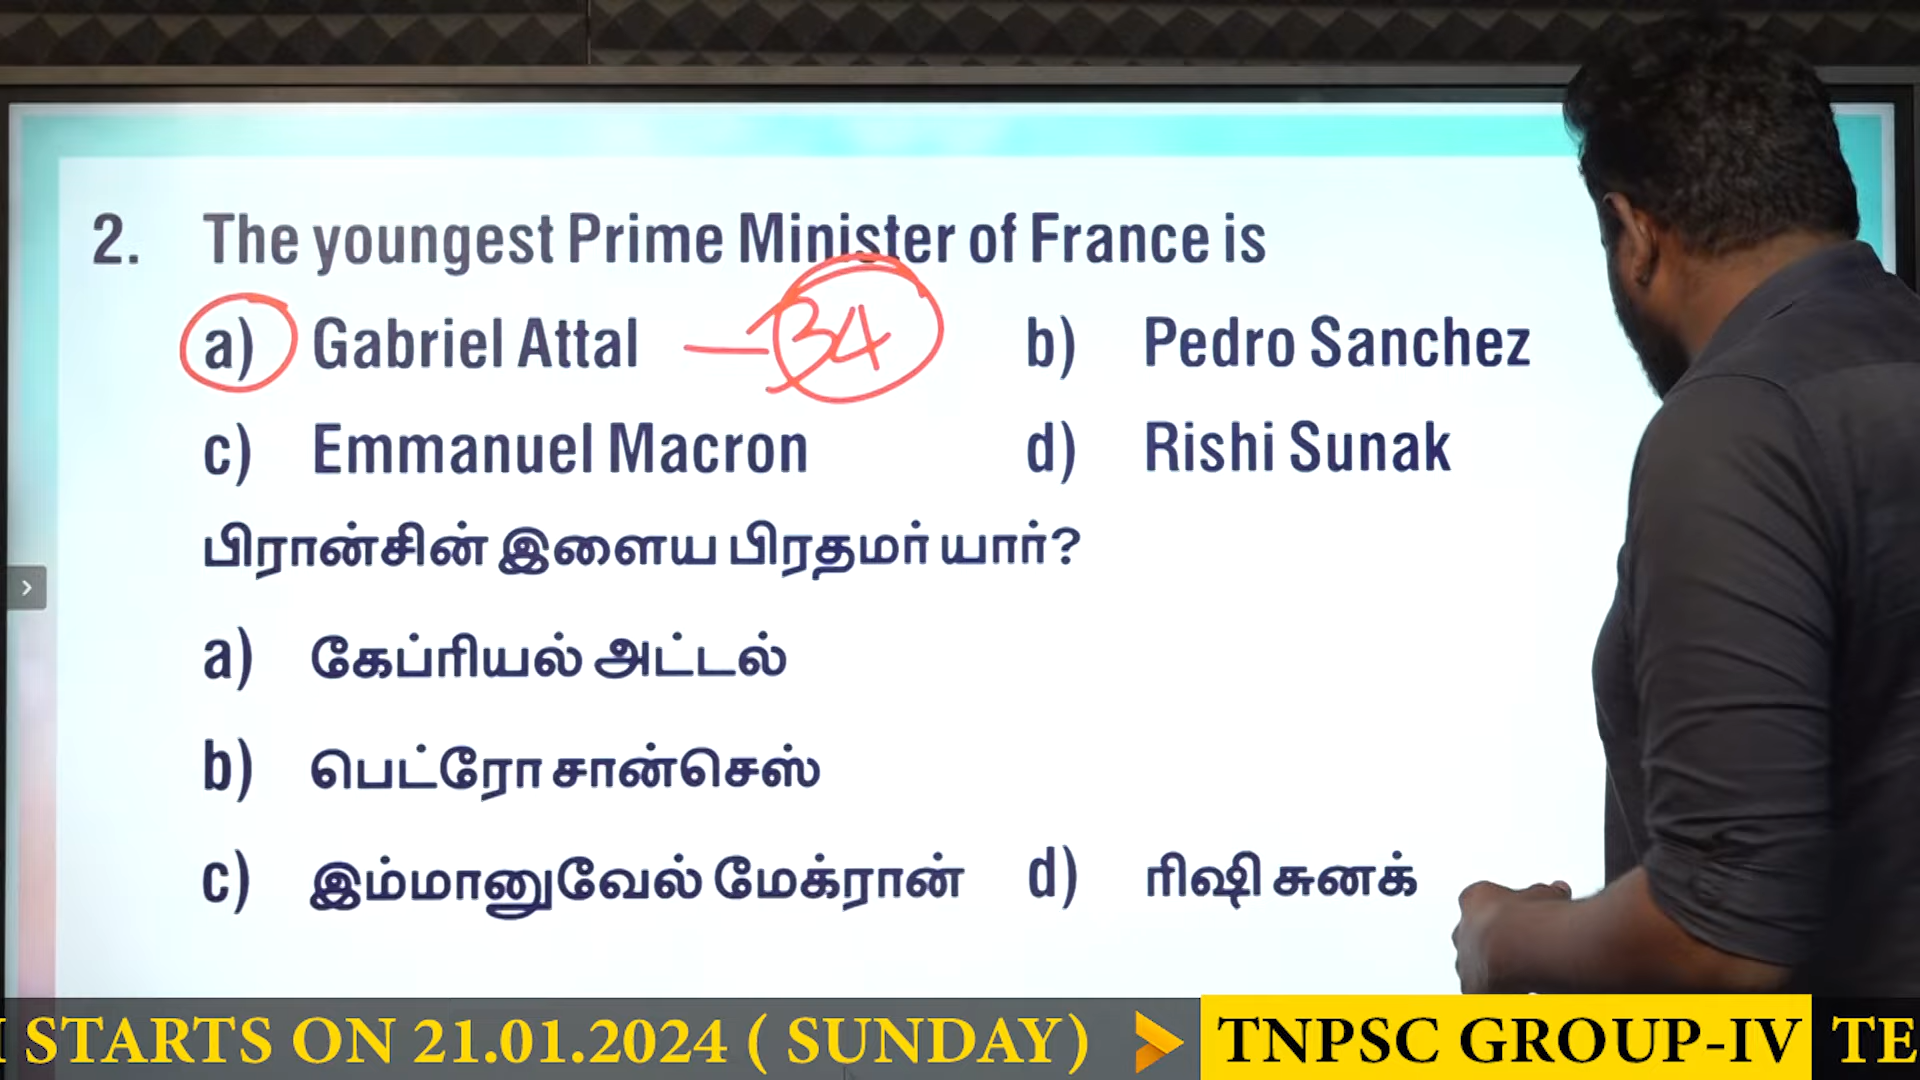 2. The youngest Prime Minister of France is
a) Gabriel Attal — 34 b) Pedro Sanchez
c) Emmanuel Macron d) Rishi Sunak
பிரான்சின் இளைய பிரதமர் யார்?
a) கேப்ரியல் அட்டல்
b) பெட்ரோ சான்செஸ்
c) இம்மானுவேல் மேக்ரான் d) ரிஷி சுனக்
STARTS ON 21.01.2024 ( SUNDAY) TNPSC GROUP-IV TE